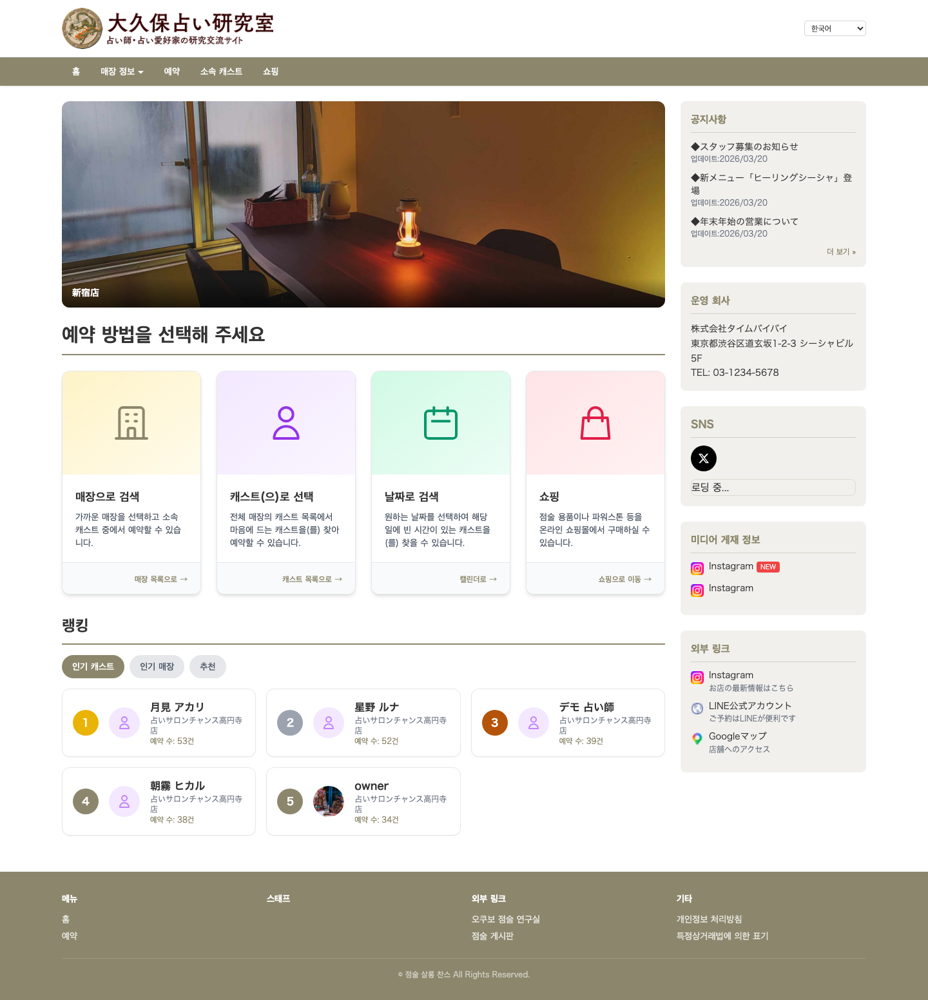 大久保占い研究室
占い師・占い愛好家の研究交流サイト
한국어
홈
매장 정보
예약
소속 캐스트
쇼핑
新宿店
예약 방법을 선택해 주세요
매장으로 검색
가까운 매장을 선택하고 소속
캐스트 중에서 예약할 수 있습
니다.
매장 목록으로 →
캐스트(으)로 선택
전체 매장의 캐스트 목록에서
마음에 드는 캐스트을(를) 찾아
예약할 수 있습니다.
캐스트 목록으로 →
날짜로 검색
원하는 날짜를 선택하여 해당
일에 빈 시간이 있는 캐스트을
(를) 찾을 수 있습니다.
캘린더로 →
쇼핑
점술 용품이나 파워스톤 등을
온라인 쇼핑몰에서 구매하실 수
있습니다.
쇼핑으로 이동 →
랭킹
인기 캐스트
인기 매장
추천
1
月見 アカリ
占いサロンチャンス高円寺
店
예약 수: 53건
2
星野 ルナ
占いサロンチャンス高円寺
店
예약 수: 52건
3
デモ 占い師
占いサロンチャンス高円寺
店
예약 수: 39건
4
朝霧 ヒカル
占いサロンチャンス高円寺
店
예약 수: 38건
5
owner
占いサロンチャンス高円寺
店
예약 수: 34건
공지사항
◆スタッフ募集のお知らせ
업데이트:2026/03/20
◆新メニュー「ヒーリングシーシャ」登
場
업데이트:2026/03/20
◆年末年始の営業について
업데이트:2026/03/20
더 보기 »
운영 회사
株式会社タイムバイバイ
東京都渋谷区道玄坂1-2-3 シーシャビル
5F
TEL: 03-1234-5678
SNS
로딩 중...
미디어 게재 정보
Instagram NEW
Instagram
외부 링크
Instagram
お店の最新情報はこちら
LINE公式アカウント
ご予約はLINEが便利です
Googleマップ
店舗へのアクセス
메뉴
홈
예약
스태프
외부 링크
오쿠보 점술 연구실
점술 게시판
기타
개인정보 처리방침
특정상거래법에 의한 표기
© 점술 살롱 찬스 All Rights Reserved.